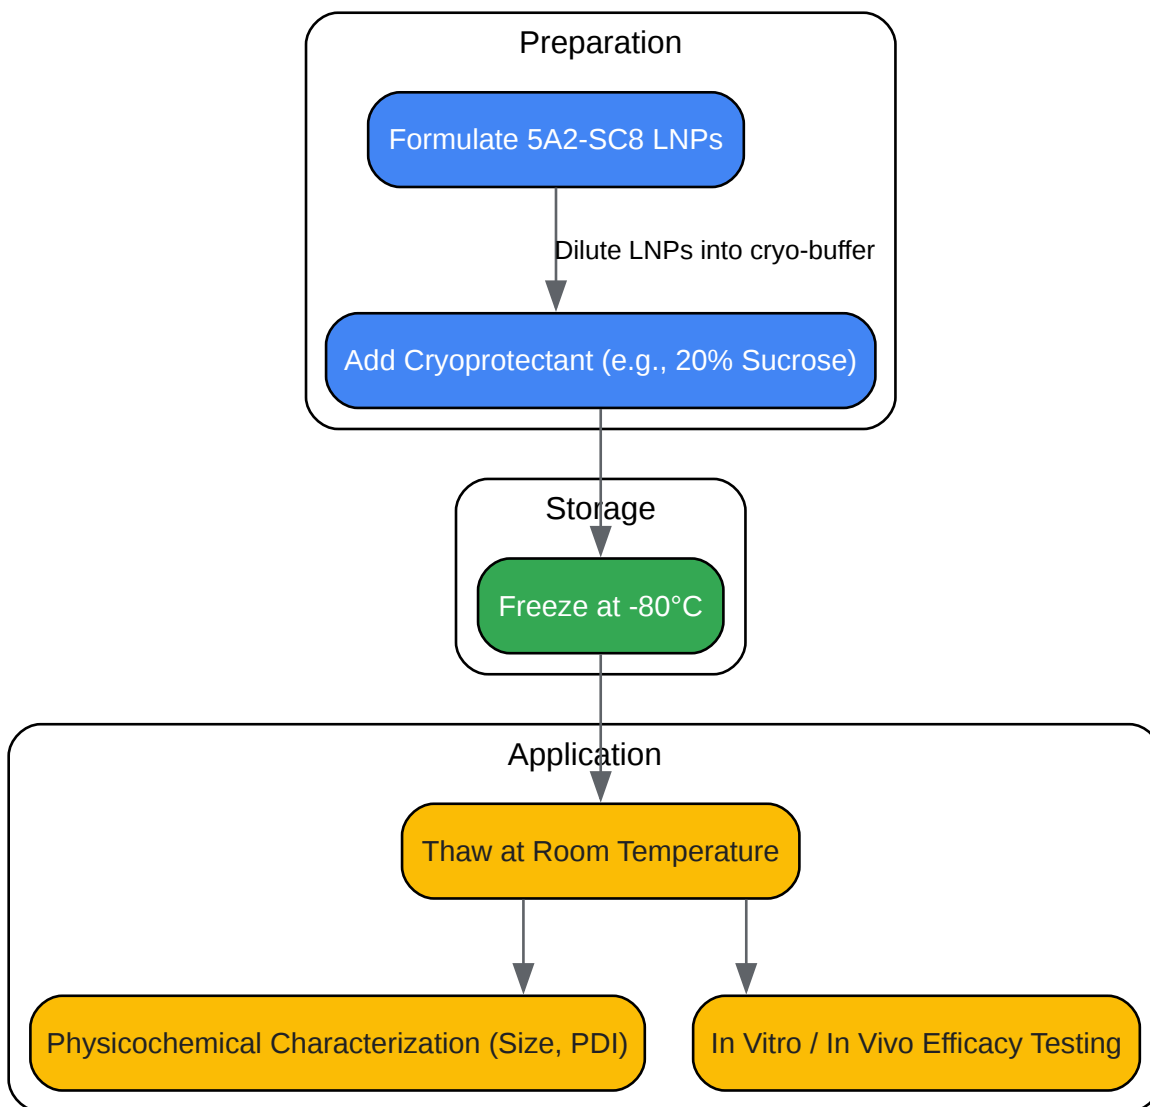 Preparation
Formulate 5A2-SC8 LNPs
Dilute LNPs into cryo-buffer
Add Cryoprotectant (e.g., 20% Sucrose)
Storage
Freeze at -80°C
Application
Thaw at Room Temperature
Physicochemical Characterization (Size, PDI)
In Vitro / In Vivo Efficacy Testing